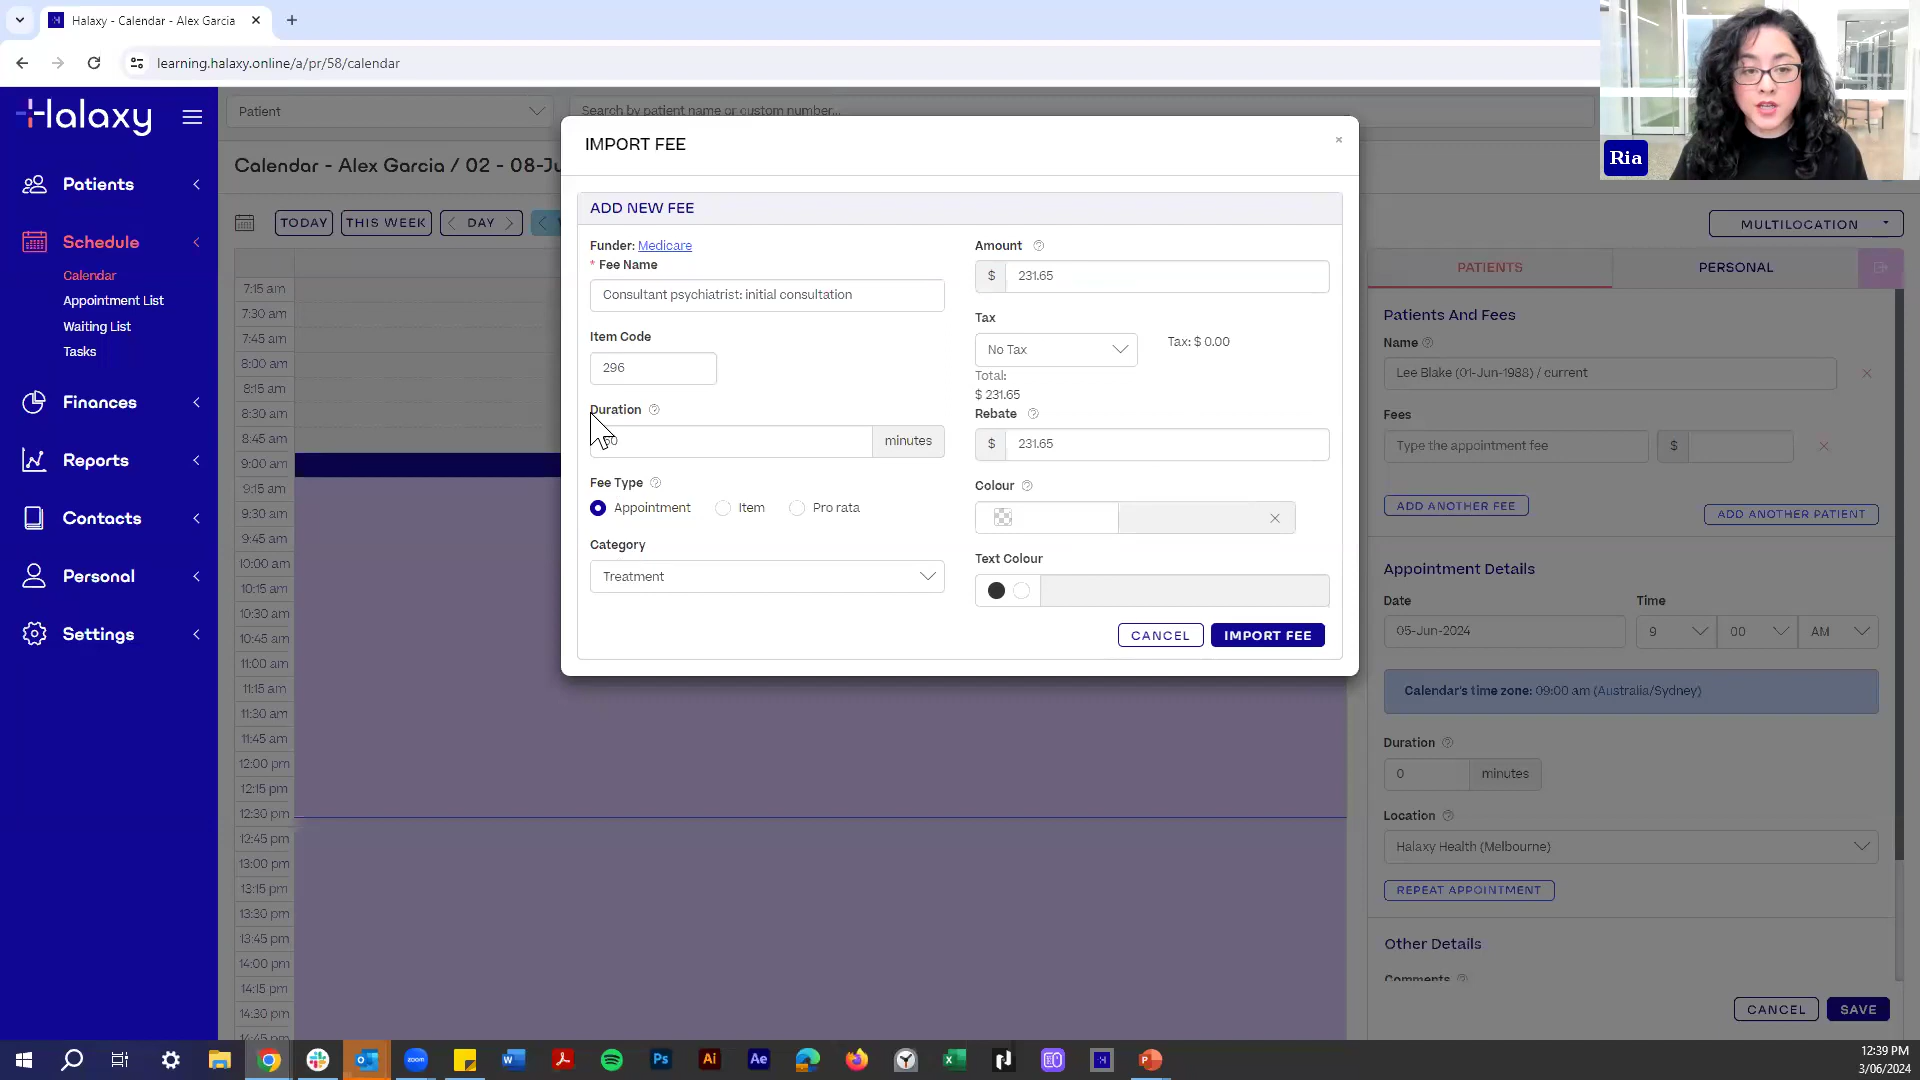 Halaxy - Calendar - Alex Garcia
learning.halaxy.online/a/pr/58/calendar
Ria
Halaxy
Patients
Schedule
Calendar
Appointment List
Waiting List
Tasks
Finances
Reports
Contacts
Personal
Settings
Patient
Search by patient name or custom number...
Calendar - Alex Garcia / 02 - 08-Ju
TODAY
THIS WEEK
DAY
MULTILOCATION
7:15 am
7:30 am
7:45 am
8:00 am
8:15 am
8:30 am
8:45 am
9:00 am
9:15 am
9:30 am
9:45 am
10:00 am
10:15 am
10:30 am
10:45 am
11:00 am
11:15 am
11:30 am
11:45 am
12:00 pm
12:15 pm
12:30 pm
12:45 pm
13:00 pm
13:15 pm
13:30 pm
13:45 pm
14:00 pm
14:15 pm
14:30 pm
14:45 pm
IMPORT FEE
ADD NEW FEE
Funder: Medicare
* Fee Name
Consultant psychiatrist: initial consultation
Item Code
296
Duration
minutes
Fee Type
Appointment
Item
Pro rata
Category
Treatment
Amount
$ 231.65
Tax
No Tax
Tax: $ 0.00
Total:
$ 231.65
Rebate
$ 231.65
Colour
Text Colour
CANCEL
IMPORT FEE
PATIENTS
PERSONAL
Patients And Fees
Name
Lee Blake (01-Jun-1988) / current
Fees
Type the appointment fee
$
ADD ANOTHER FEE
ADD ANOTHER PATIENT
Appointment Details
Date
Time
05-Jun-2024
9
00
AM
Calendar's time zone: 09:00 am (Australia/Sydney)
Duration
0
minutes
Location
Halaxy Health (Melbourne)
REPEAT APPOINTMENT
Other Details
Comments
CANCEL
SAVE
12:39 PM
3/06/2024